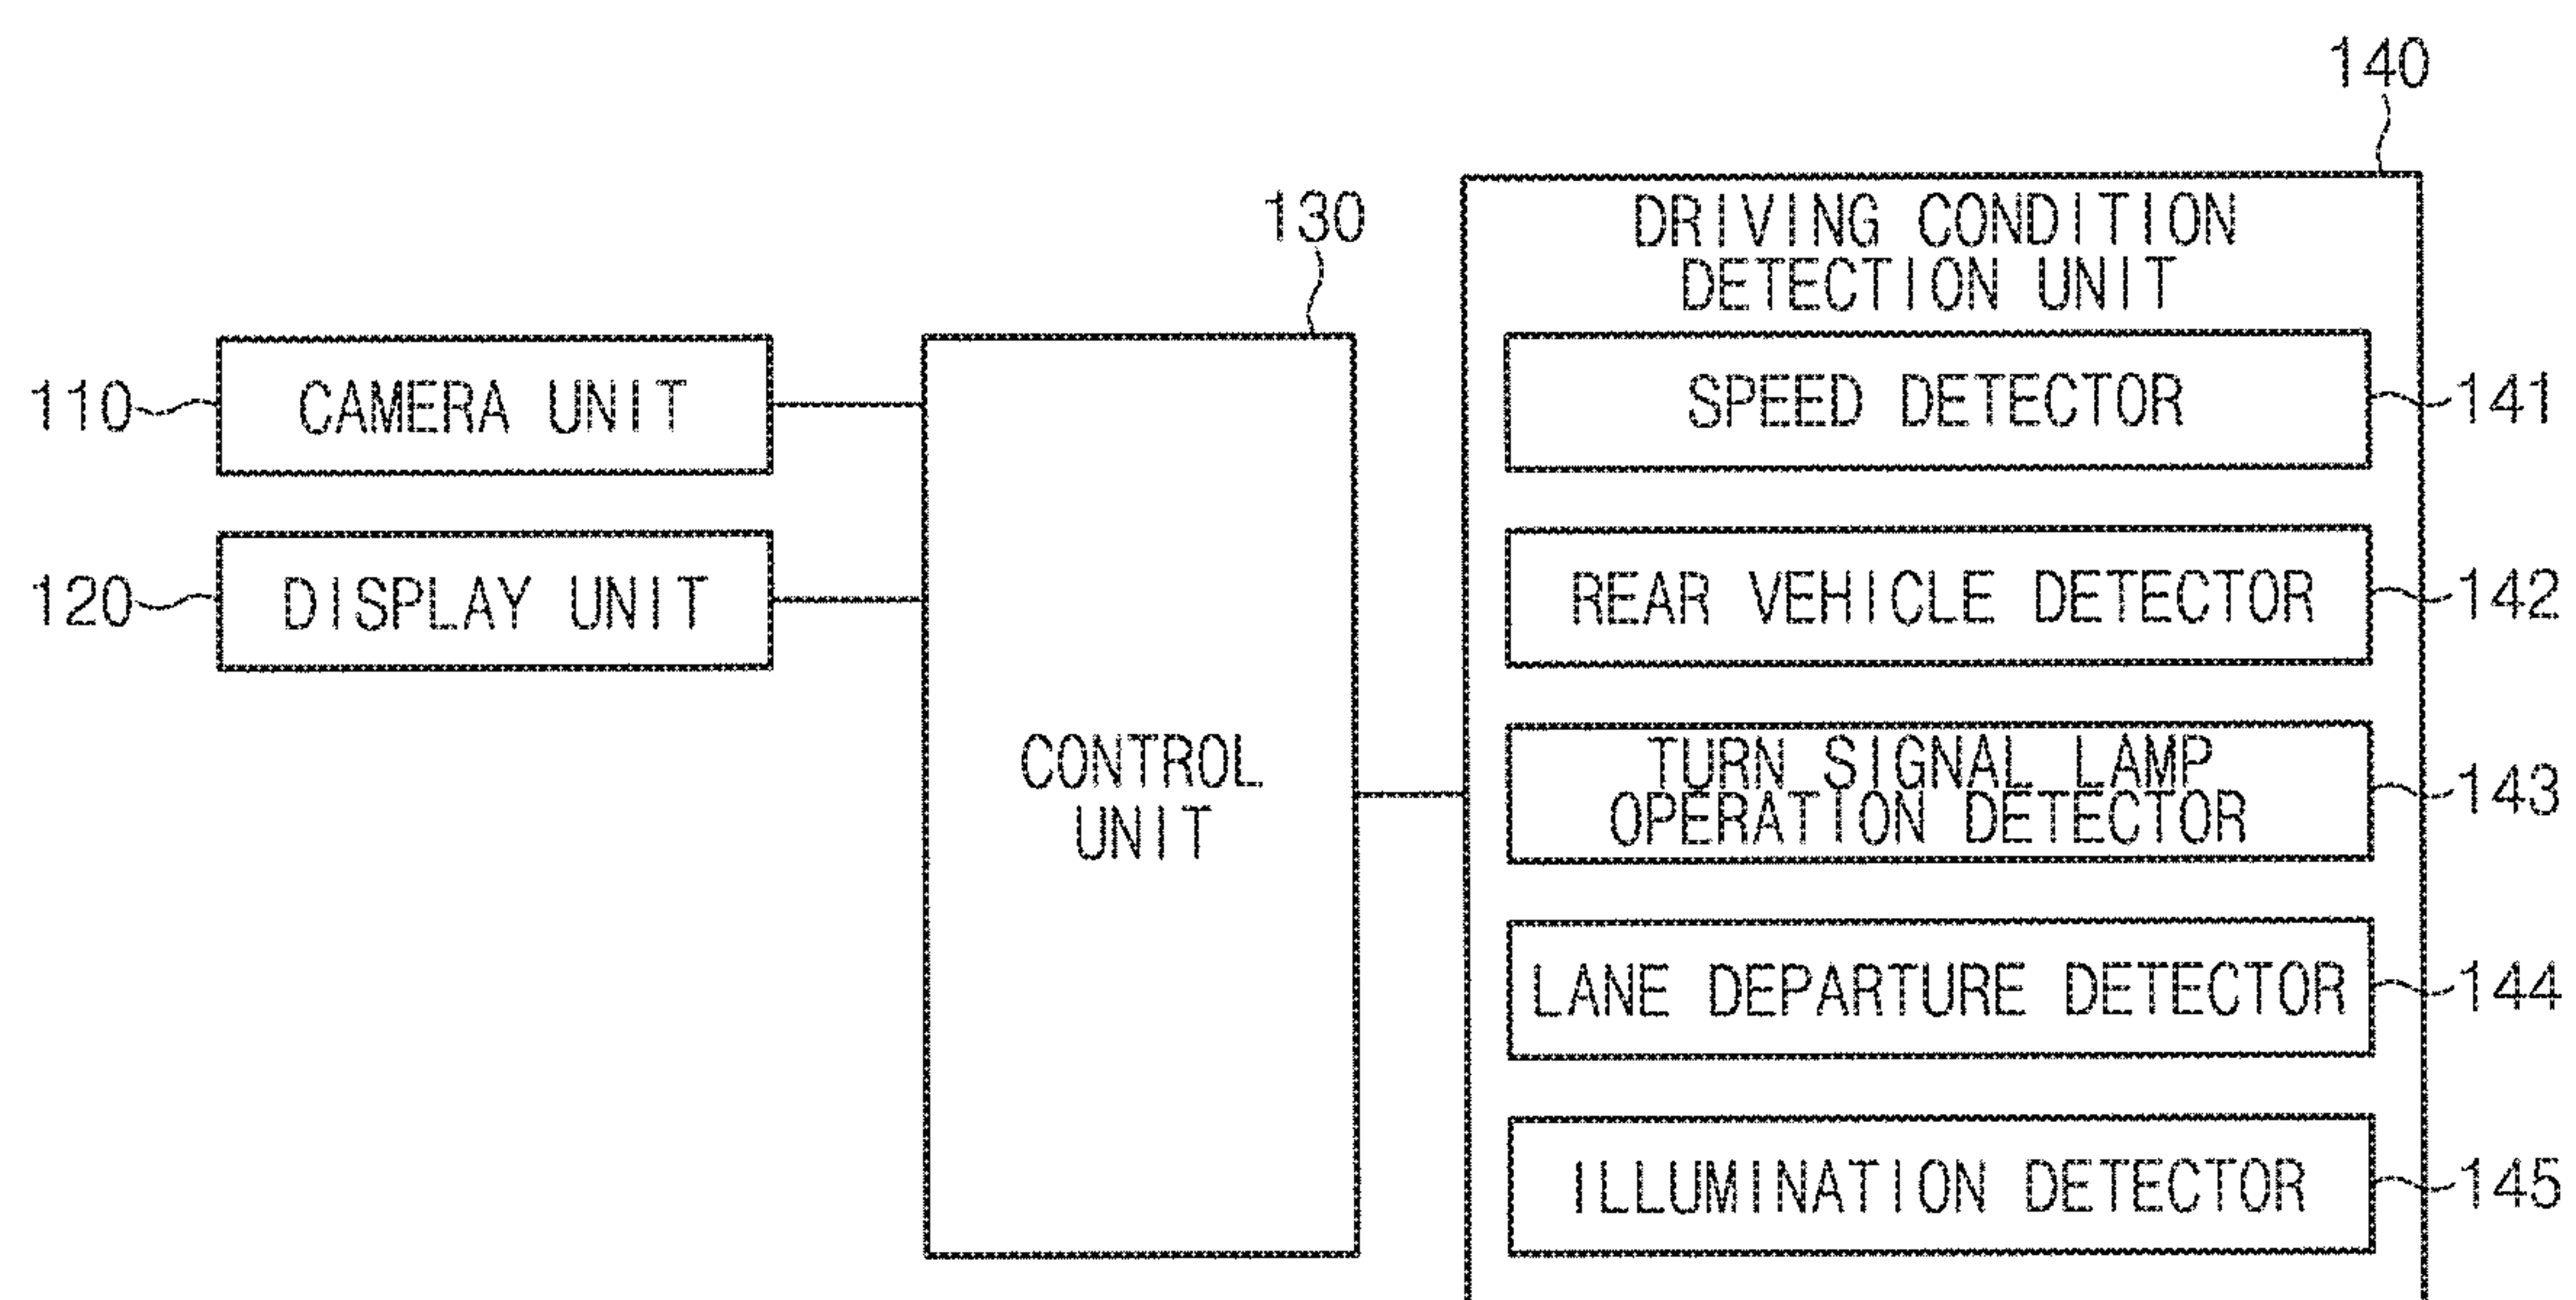 140
130
DRIVING CONDITION
DETECTION UNIT
110
CAMERA UNIT
SPEED DETECTOR
141
120
DISPLAY UNIT
REAR VEHICLE DETECTOR
142
CONTROL
UNIT
TURN SIGNAL LAMP
OPERATION DETECTOR
143
LANE DEPARTURE DETECTOR
144
ILLUMINATION DETECTOR
145